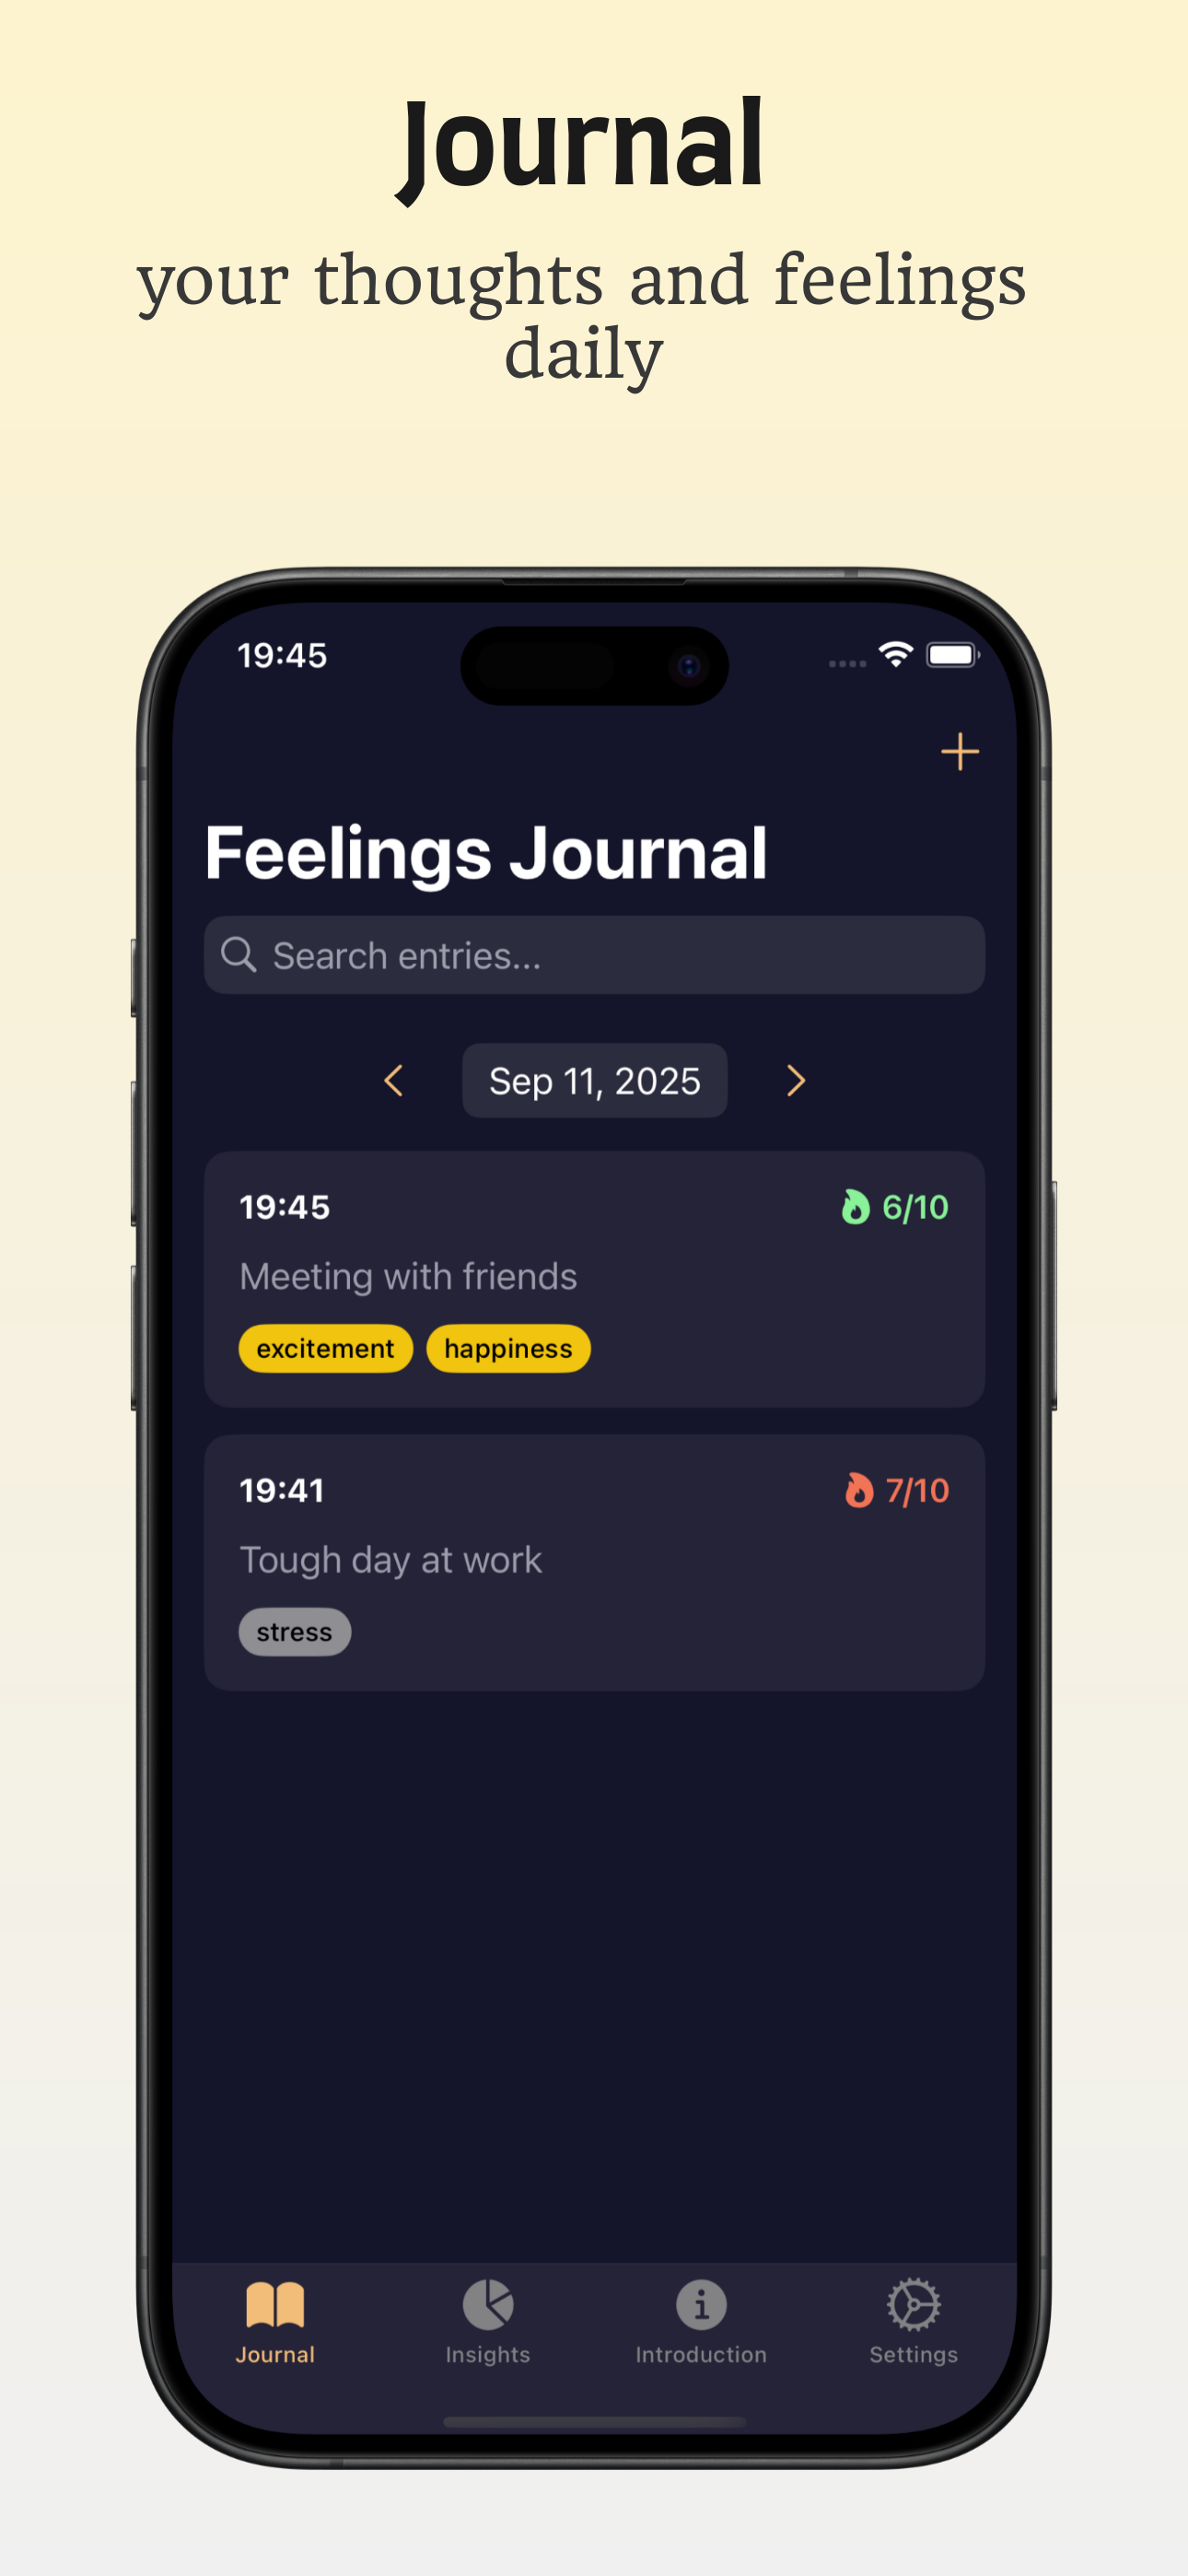 Journal
your thoughts and feelings
daily
19:45
Feelings Journal
Search entries...
Sep 11, 2025
19:45
6/10
Meeting with friends
excitement
happiness
19:41
7/10
Tough day at work
stress
Journal
Insights
Introduction
Settings